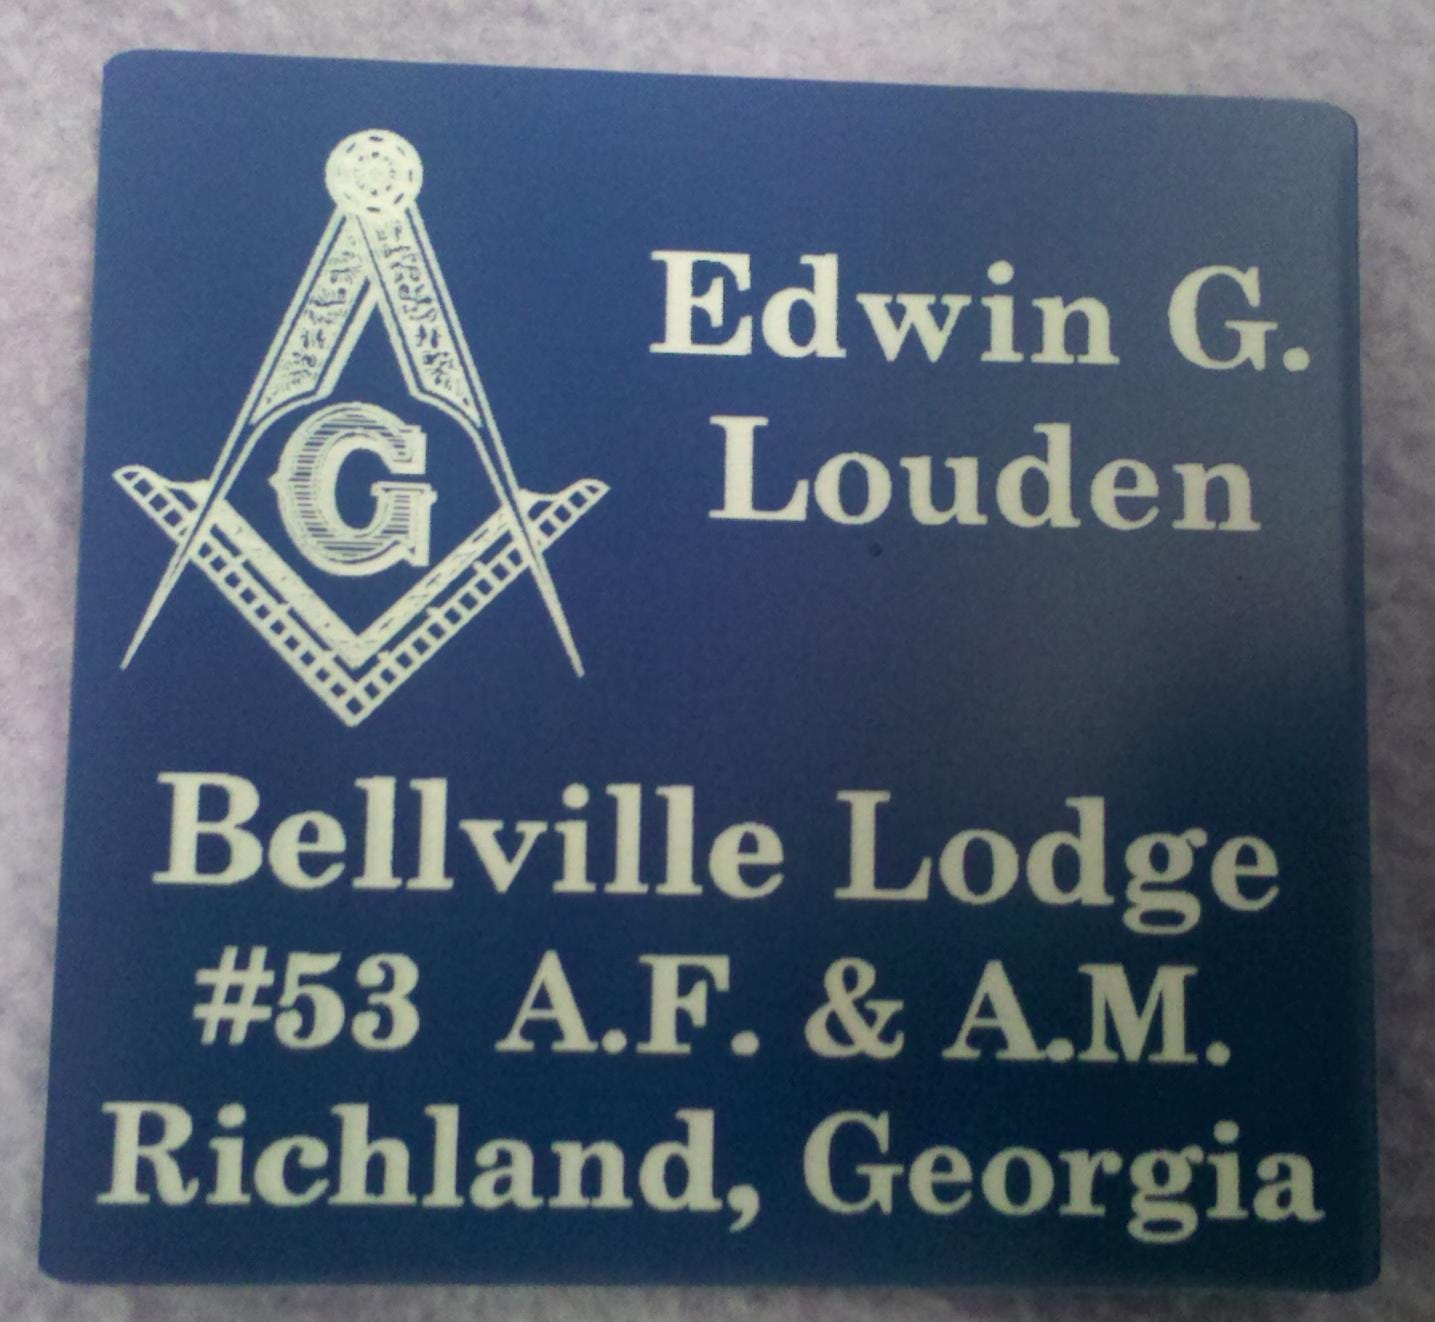 G
Edwin G.
Louden
Bellville Lodge
#53 A.F. & A.M.
Richland, Georgia